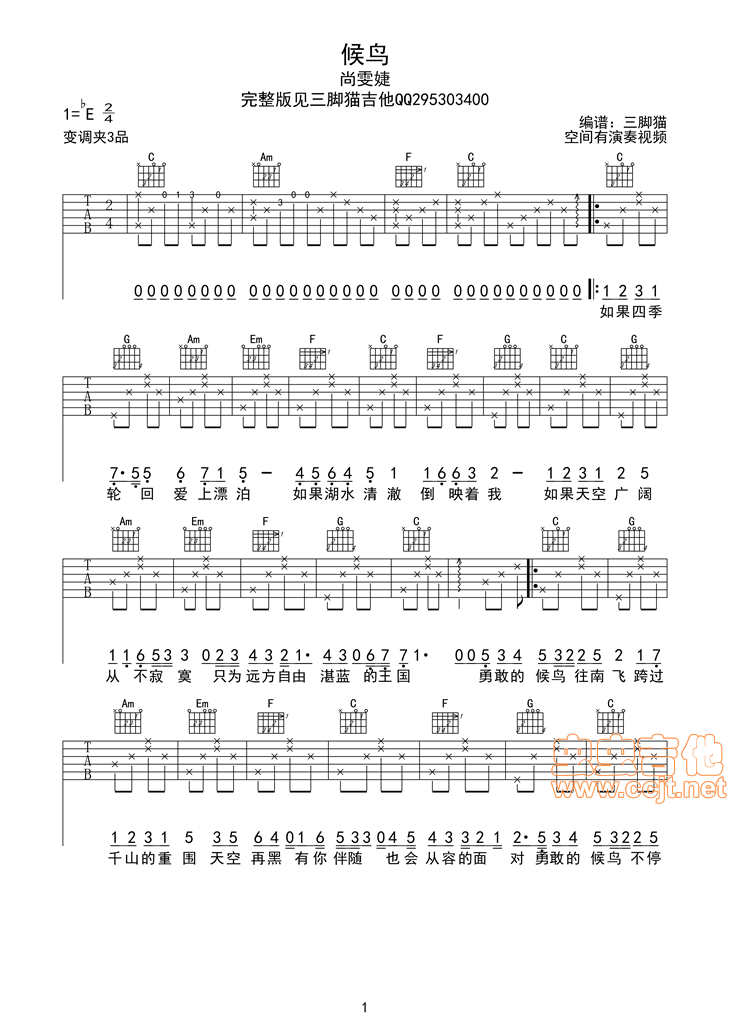 候鸟
尚雯婕
完整版见三脚猫吉他QQ295303400
1=♭E 2/4
编谱：三脚猫
变调夹3品
空间有演奏视频
C Am F C C
T A B 2 4 0 1 3 0 3 0 0
0 0 0 0 0 0 0 0 0 0 0 0 0 0 0 0 0 0 0 0 0 0 0 0 0 0 0 0 0 0 1 2 3 1
如果四季
G Am Em F C F G C G
T A B
7· 5 5 6 7 1 5 － 4 5 6 4 5 1 1 6 6 3 2 － 1 2 3 1 2 5
轮 回 爱 上漂泊 如果湖水 清 澈 倒 映着 我 如果天空 广 阔
Am Em F G C C G
T A B
1 1 6 5 3 3 0 2 3 4 3 2 1· 4 3 0 6 7 7 1· 0 0 5 3 4 0 5 3 2 2 5 2 1 7
从 不寂 寞 只为 远方自由 湛蓝 的王国 勇敢的 候鸟 往南 飞 跨过
Am Em F C F G C
T A B
1 2 3 1 5 3 5 6 4 0 1 6 5 3 3 0 4 5 4 3 2 1 2· 5 3 4 0 5 3 2 2 5
千山的重 围 天空 再黑 有你 伴随 也会 从容的面 对 勇敢的 候鸟 不停
虫虫吉他
www.ccjt.net
1